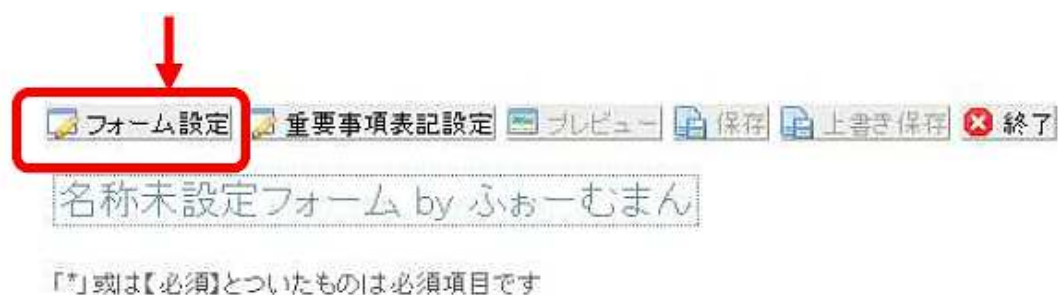 フォーム設定 重要事項表記設定 プレビュー 保存 上書き保存 終了
名称未設定フォーム by ふぉーむまん
「*」或は【必須】とついたものは必須項目です